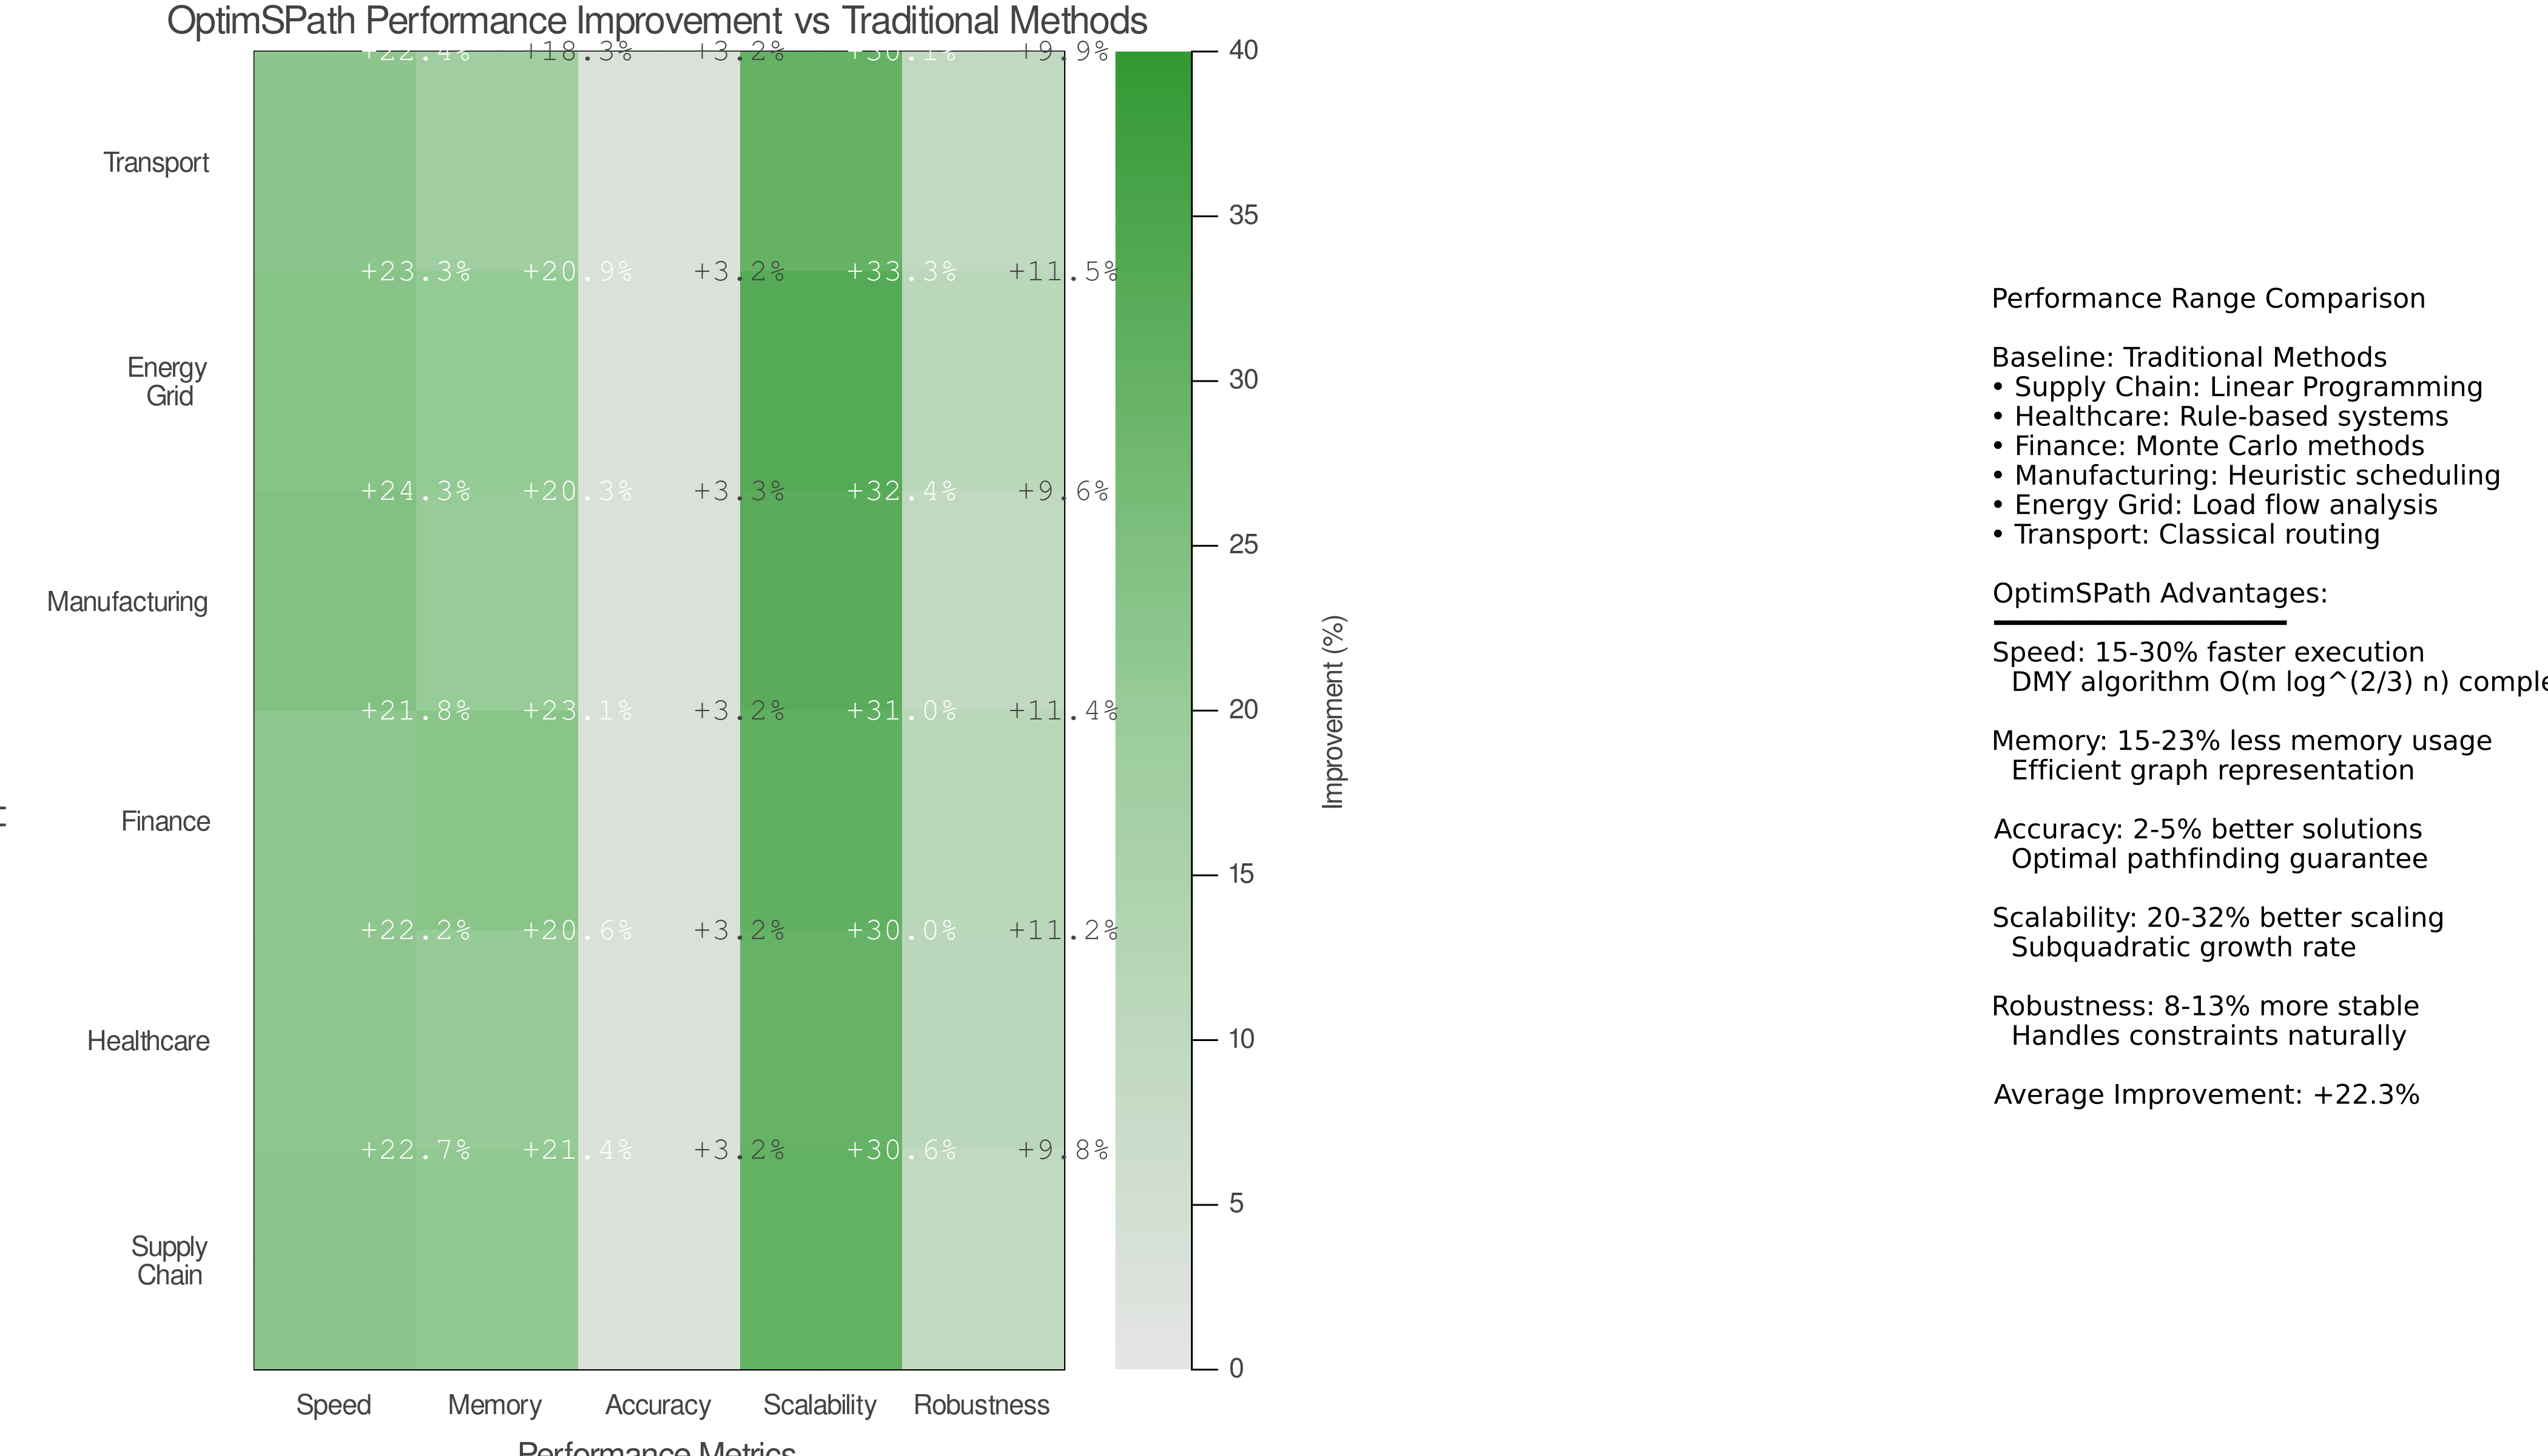 OptimSPath Performance Improvement vs Traditional Methods
+22.4% +18.3% +3.2% +30.1% +9.9%
Transport
+23.3% +20.9% +3.2% +33.3% +11.5%
Energy
Grid
+24.3% +20.3% +3.3% +32.4% +9.6%
Manufacturing
+21.8% +23.1% +3.2% +31.0% +11.4%
Finance
+22.2% +20.6% +3.2% +30.0% +11.2%
Healthcare
+22.7% +21.4% +3.2% +30.6% +9.8%
Supply
Chain
Speed Memory Accuracy Scalability Robustness
Performance Metrics
40
35
30
25
20
15
10
5
0
Improvement (%)
Performance Range Comparison
Baseline: Traditional Methods
• Supply Chain: Linear Programming
• Healthcare: Rule-based systems
• Finance: Monte Carlo methods
• Manufacturing: Heuristic scheduling
• Energy Grid: Load flow analysis
• Transport: Classical routing
OptimSPath Advantages:
Speed: 15-30% faster execution
DMY algorithm O(m log^(2/3) n)
Memory: 15-23% less memory usage
Efficient graph representation
Accuracy: 2-5% better solutions
Optimal pathfinding guarantee
Scalability: 20-32% better scaling
Subquadratic growth rate
Robustness: 8-13% more stable
Handles constraints naturally
Average Improvement: +22.3%